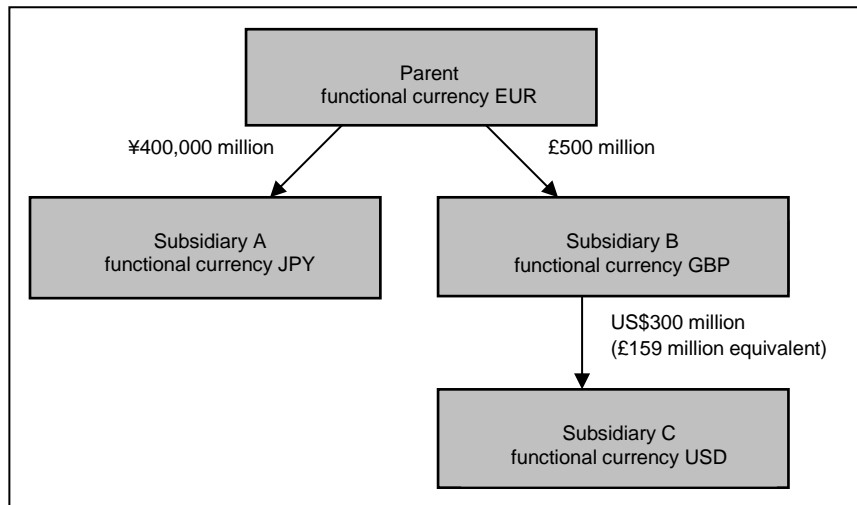 Parent
functional currency EUR
¥400,000 million
£500 million
Subsidiary A
functional currency JPY
Subsidiary B
functional currency GBP
US$300 million
(£159 million equivalent)
Subsidiary C
functional currency USD